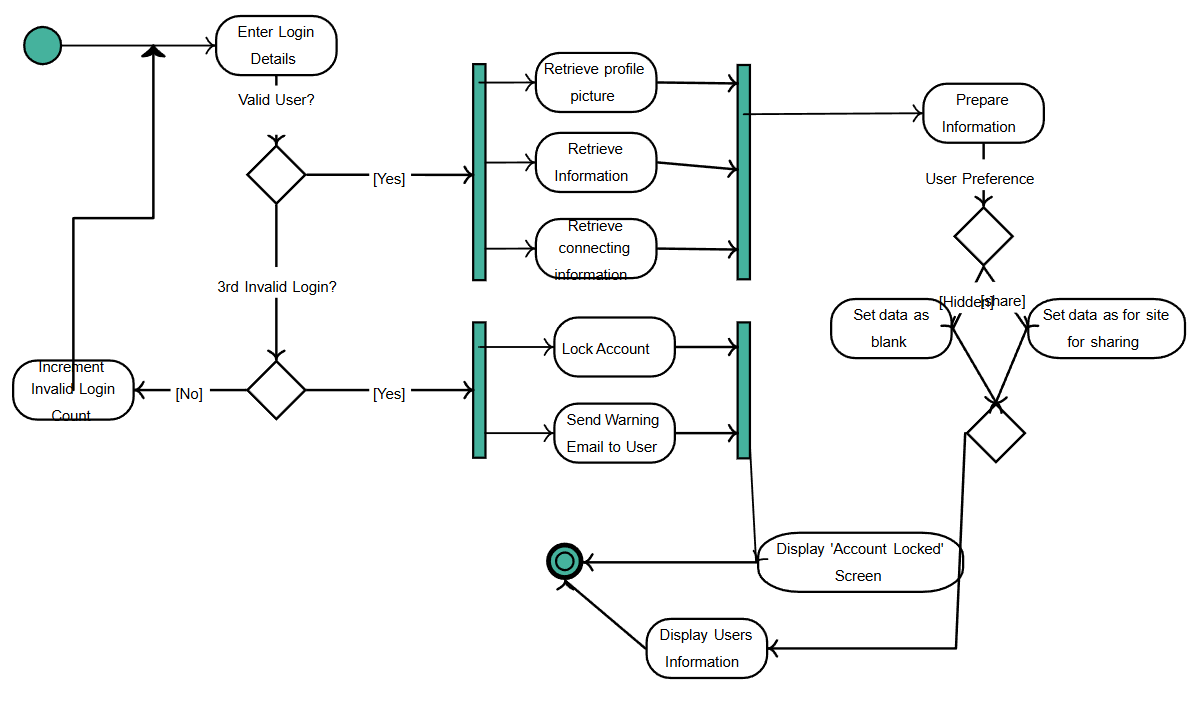 Enter Login
Details
Valid User?
[Yes]
Retrieve profile
picture
Retrieve
Information
Retrieve
connecting
information
Prepare
Information
User Preference
[Hidden]
[share]
Set data as
blank
Set data as for site
for sharing
3rd Invalid Login?
[No]
Increment
Invalid Login
Count
[Yes]
Lock Account
Send Warning
Email to User
Display 'Account Locked'
Screen
Display Users
Information